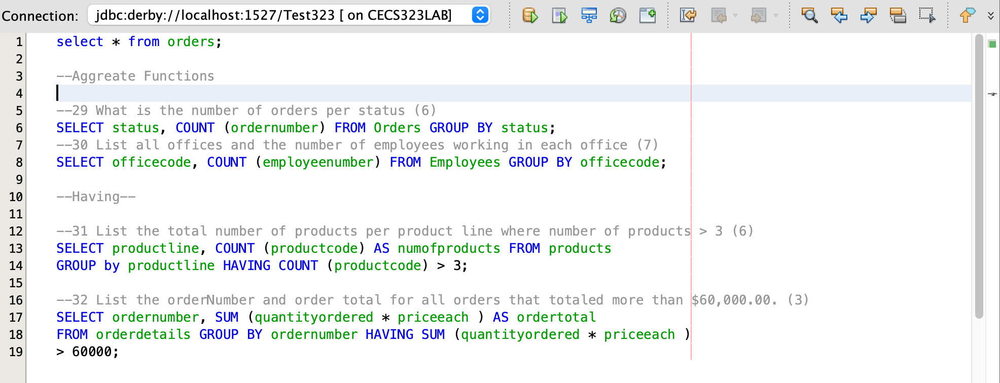 Connection: jdbc:derby://localhost:1527/Test323 [ on CECS323LAB]
1 select * from orders;
2
3 --Aggreate Functions
4
5 --29 What is the number of orders per status (6)
6 SELECT status, COUNT (ordernumber) FROM Orders GROUP BY status;
7 --30 List all offices and the number of employees working in each office (7)
8 SELECT officecode, COUNT (employeenumber) FROM Employees GROUP BY officecode;
9
10 --Having--
11
12 --31 List the total number of products per product line where number of products > 3 (6)
13 SELECT productline, COUNT (productcode) AS numofproducts FROM products
14 GROUP by productline HAVING COUNT (productcode) > 3;
15
16 --32 List the orderNumber and order total for all orders that totaled more than $60,000.00. (3)
17 SELECT ordernumber, SUM (quantityordered * priceeach ) AS ordertotal
18 FROM orderdetails GROUP BY ordernumber HAVING SUM (quantityordered * priceeach )
19 > 60000;